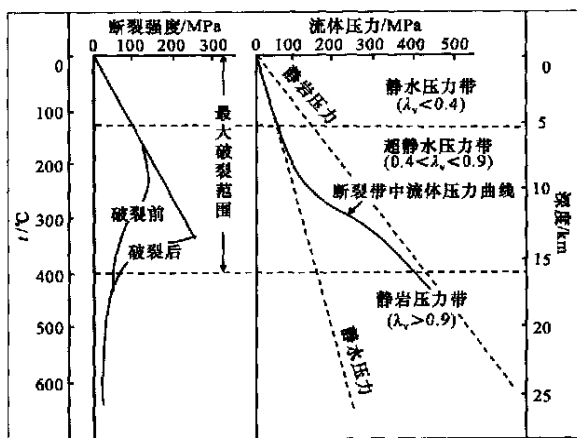 断裂强度/MPa
流体压力/MPa
0 100 200 300
0 100 200 300 400 500
0
100
200
300
400
500
600
t/℃
最大破裂范围
破裂前
破裂后
静岩压力
静水压力带
(λv<0.4)
超静水压力带
(0.4<λv<0.9)
断裂带中流体压力曲线
静岩压力带
(λv>0.9)
静水压力
0
5
10
15
20
25
深度/km